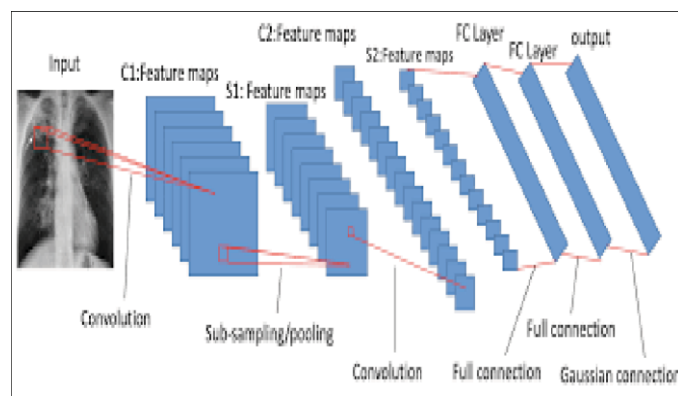 Input
C1:Feature maps
S1: Feature maps
C2:Feature maps
S2:Feature maps
FC Layer
FC Layer
output
Convolution
Sub-sampling/pooling
Convolution
Full connection
Full connection
Gaussian connection